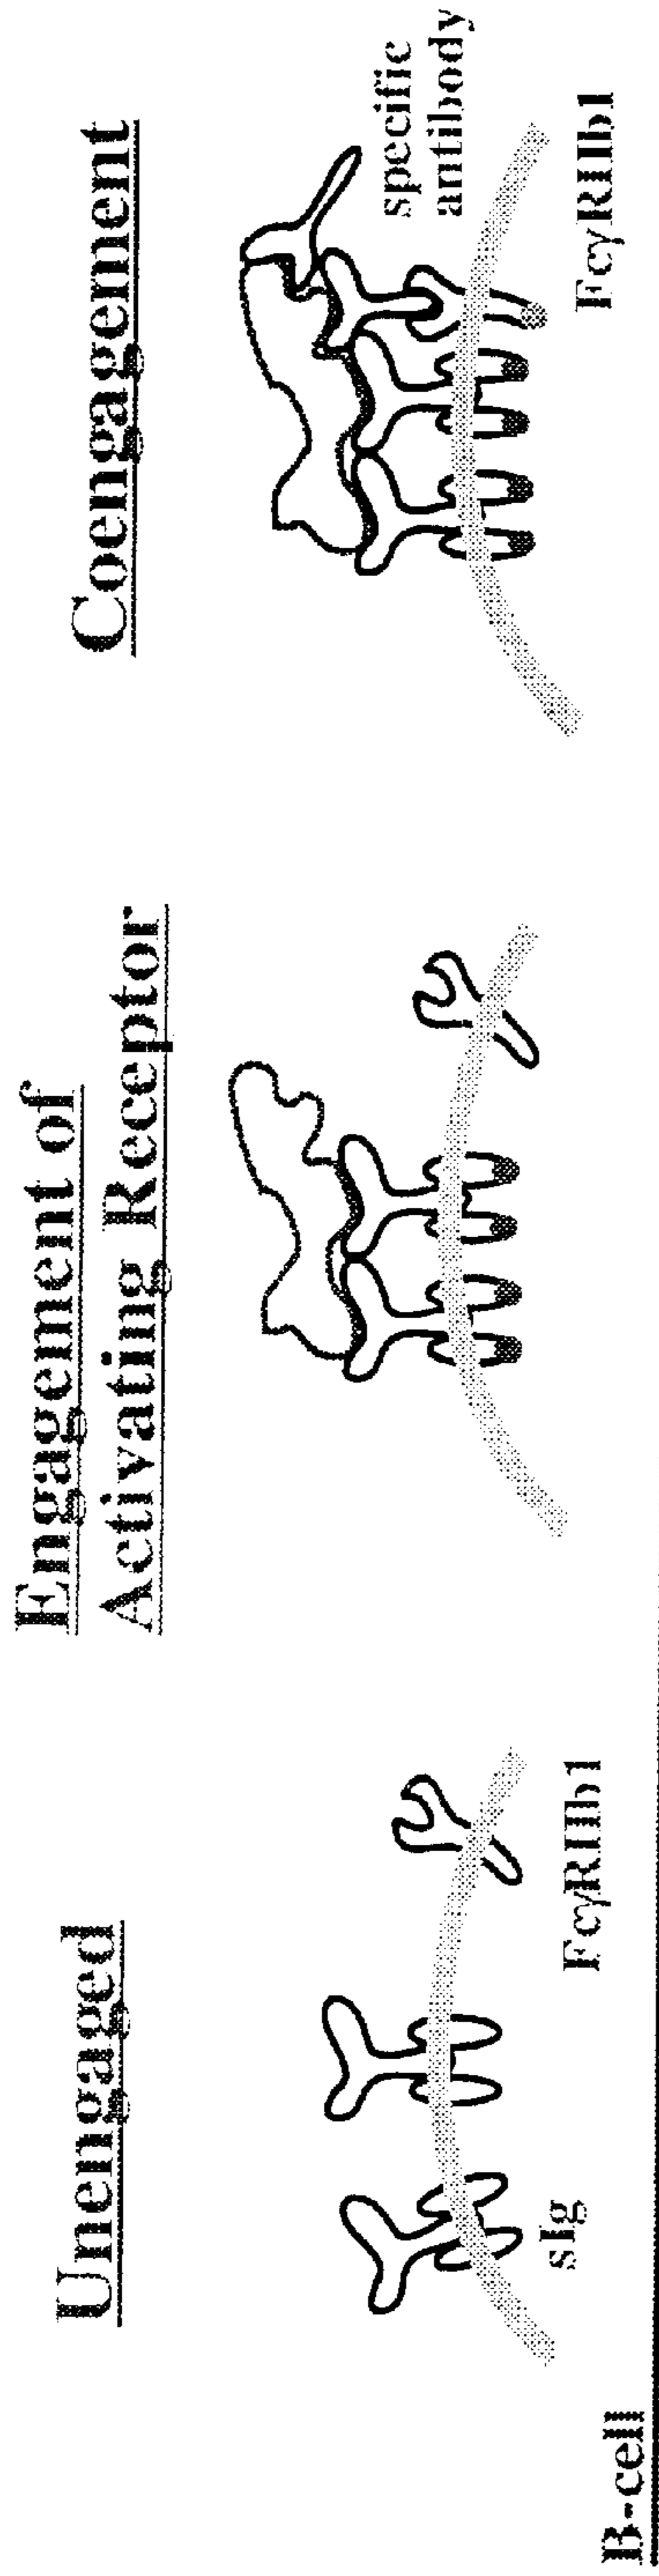 Unengaged
Engagement of
Activating Receptor
Coengagement
specific
antibody
sIg
FcγRIIb1
FcγRIIb1
B-cell